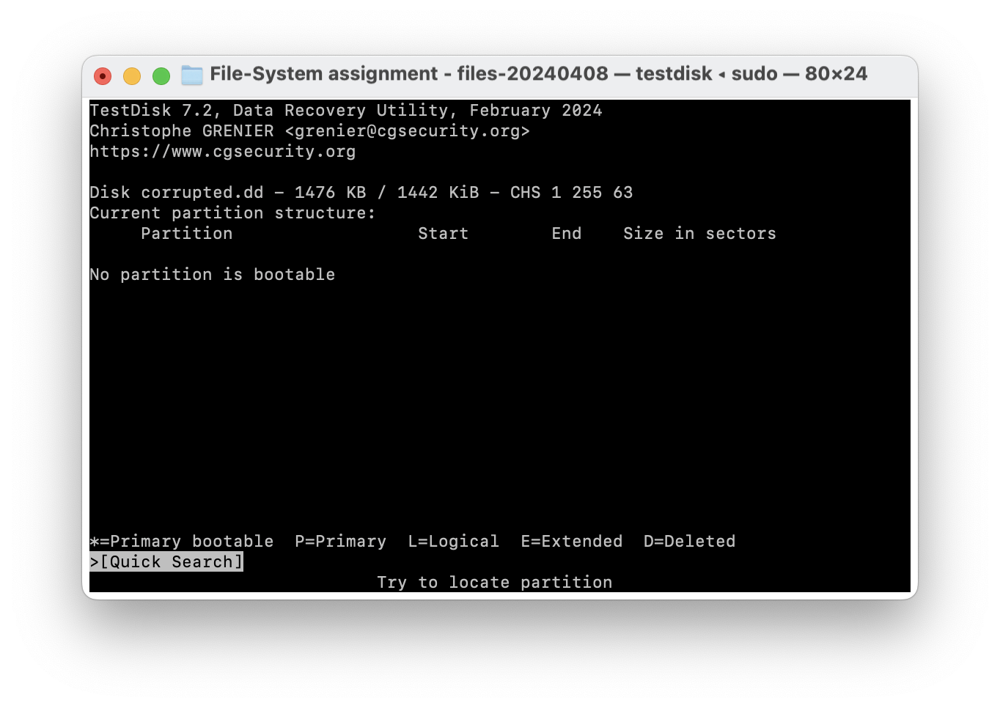 File-System assignment - files-20240408 — testdisk ◂ sudo — 80×24
TestDisk 7.2, Data Recovery Utility, February 2024
Christophe GRENIER <grenier@cgsecurity.org>
https://www.cgsecurity.org
Disk corrupted.dd - 1476 KB / 1442 KiB - CHS 1 255 63
Current partition structure:
Partition Start End Size in sectors
No partition is bootable
*=Primary bootable P=Primary L=Logical E=Extended D=Deleted
>[Quick Search]
Try to locate partition